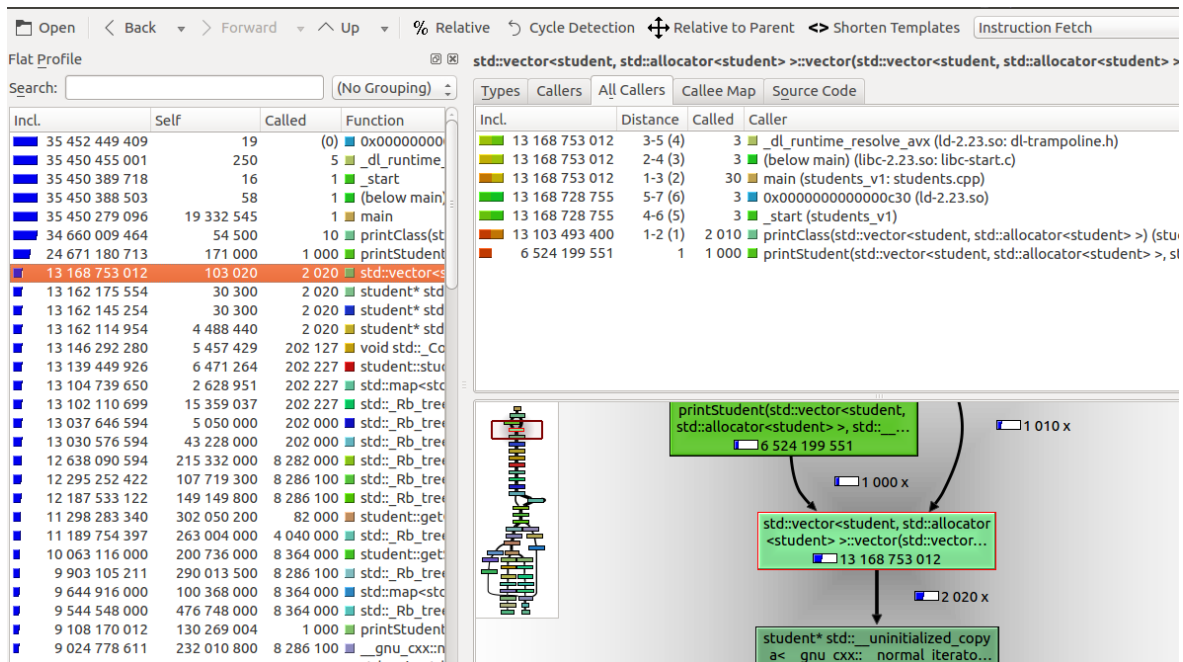 Open Back Forward Up % Relative Cycle Detection Relative to Parent <> Shorten Templates Instruction Fetch
Flat Profile
Search: (No Grouping)
Incl. Self Called Function
35 452 449 409 19 (0) 0x00000000
35 450 455 001 250 5 _dl_runtime_
35 450 389 718 16 1 _start
35 450 388 503 58 1 (below main)
35 450 279 096 19 332 545 1 main
34 660 009 464 54 500 10 printClass(st
24 671 180 713 171 000 1 000 printStudent
13 168 753 012 103 020 2 020 std::vector<s
13 162 175 554 30 300 2 020 student* std
13 162 145 254 30 300 2 020 student* std
13 162 114 954 4 488 440 2 020 student* std
13 146 292 280 5 457 429 202 127 void std::_Co
13 139 449 926 6 471 264 202 227 student::stud
13 104 739 650 2 628 951 202 227 std::map<std
13 102 110 699 15 359 037 202 227 std::_Rb_tree
13 037 646 594 5 050 000 202 000 std::_Rb_tree
13 030 576 594 43 228 000 202 000 std::_Rb_tree
12 638 090 594 215 332 000 8 282 000 std::_Rb_tree
12 295 252 422 107 719 300 8 286 100 std::_Rb_tree
12 187 533 122 149 149 800 8 286 100 std::_Rb_tree
11 298 283 340 302 050 200 82 000 student::get
11 189 754 397 263 004 000 4 040 000 std::_Rb_tree
10 063 116 000 200 736 000 8 364 000 student::get
9 903 105 211 290 013 500 8 286 100 std::_Rb_tree
9 644 916 000 100 368 000 8 364 000 std::map<std
9 544 548 000 476 748 000 8 364 000 std::_Rb_tree
9 108 170 012 130 269 004 1 000 printStudent
9 024 778 611 232 010 800 8 286 100 __gnu_cxx::n
std::vector<student, std::allocator<student> >::vector(std::vector<student, std::allocator<student> >
Types Callers All Callers Callee Map Source Code
Incl. Distance Called Caller
13 168 753 012 3-5 (4) 3 _dl_runtime_resolve_avx (ld-2.23.so: dl-trampoline.h)
13 168 753 012 2-4 (3) 3 (below main) (libc-2.23.so: libc-start.c)
13 168 753 012 1-3 (2) 30 main (students_v1: students.cpp)
13 168 728 755 5-7 (6) 3 0x0000000000000c30 (ld-2.23.so)
13 168 728 755 4-6 (5) 3 _start (students_v1)
13 103 493 400 1-2 (1) 2 010 printClass(std::vector<student, std::allocator<student> >) (stu
6 524 199 551 1 1 000 printStudent(std::vector<student, std::allocator<student> >, st
printStudent(std::vector<student,
std::allocator<student> >, std::__...
6 524 199 551
1 010 x
1 000 x
std::vector<student, std::allocator
<student> >::vector(std::vector...
13 168 753 012
2 020 x
student* std::__uninitialized_copy
_a<__gnu_cxx::__normal_iterato...